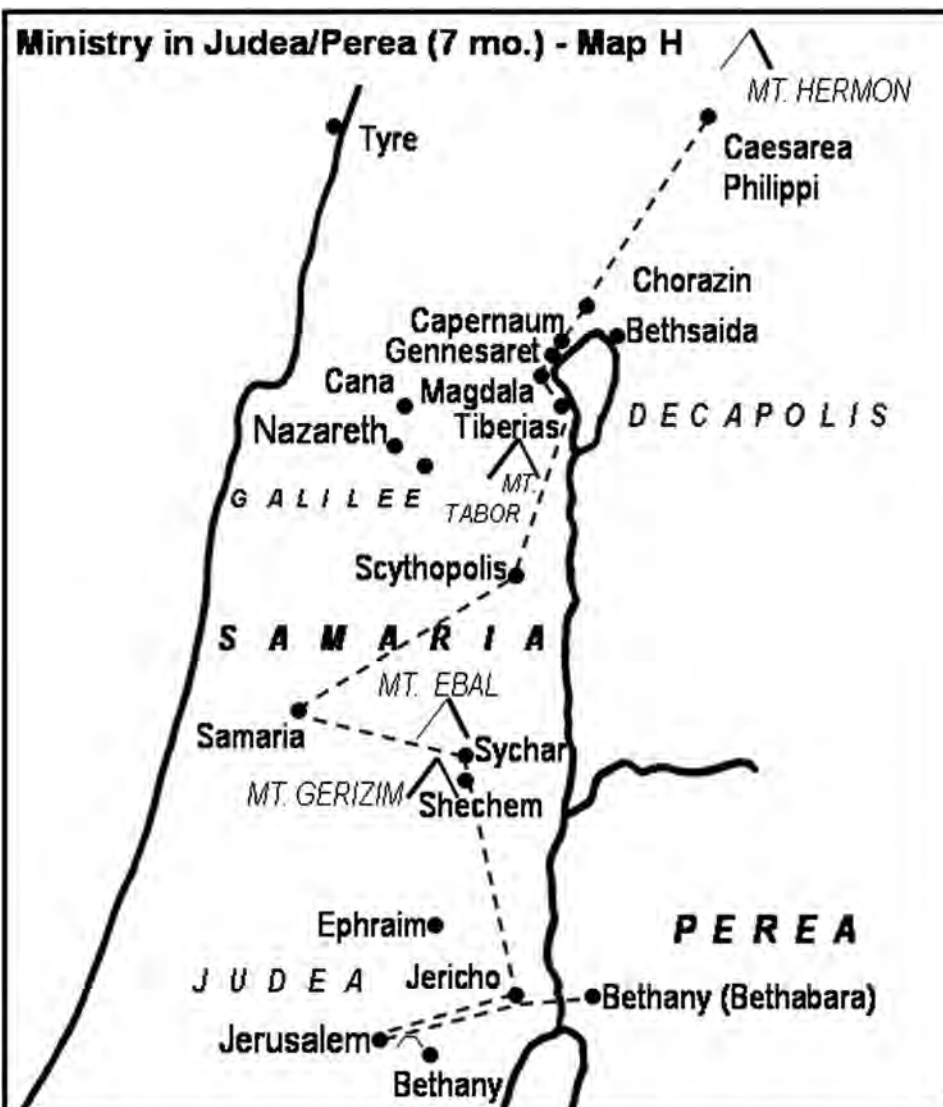 Ministry in Judea/Perea (7 mo.) - Map H
MT. HERMON
Tyre
Caesarea
Philippi
Chorazin
Capernaum
Bethsaida
Gennesaret
Cana
Magdala
DECAPOLIS
Nazareth
Tiberias
MT.
TABOR
GALILEE
Scythopolis
SAMARIA
MT. EBAL
Samaria
Sychar
MT. GERIZIM
Shechem
Ephraim
PEREA
JUDEA
Jericho
Bethany (Bethabara)
Jerusalem
Bethany